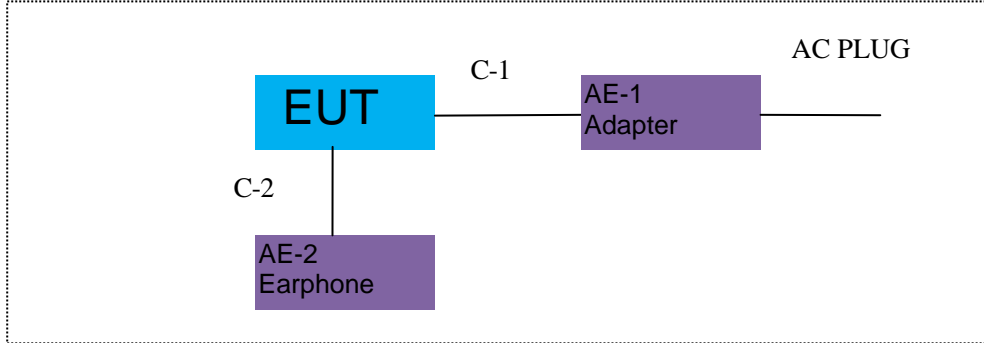 AC PLUG
C-1
EUT
AE-1
Adapter
C-2
AE-2
Earphone